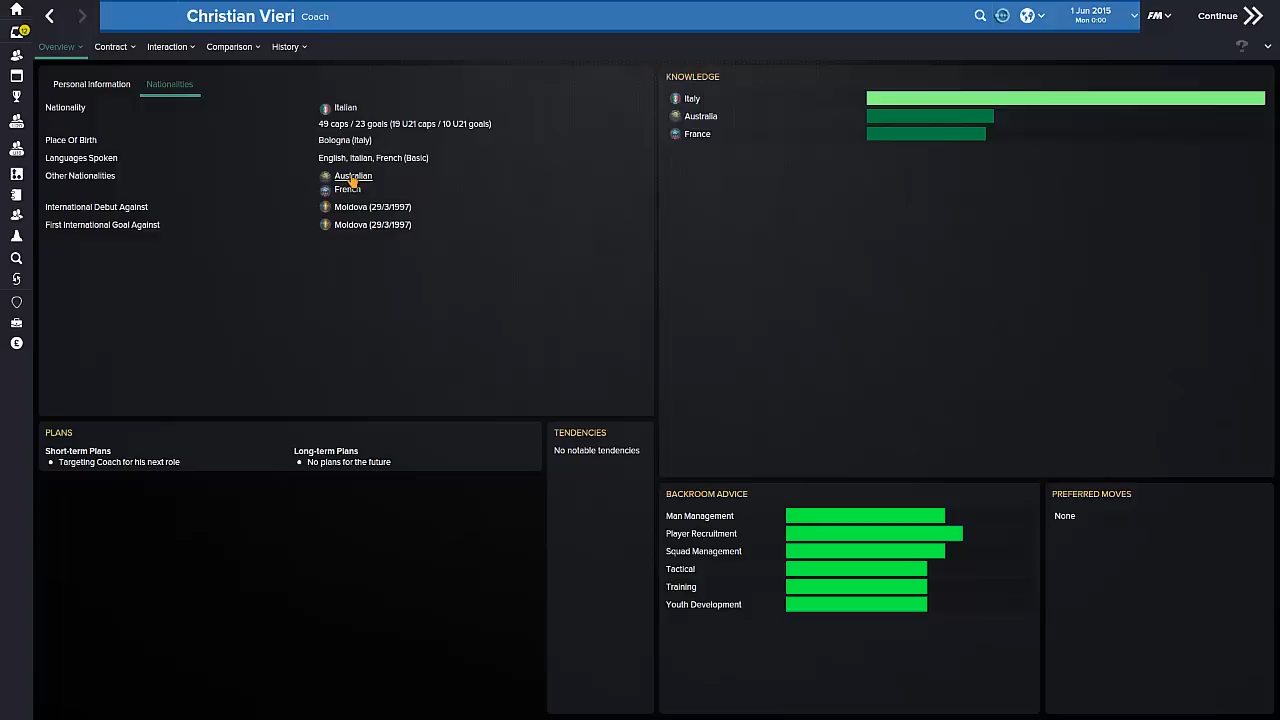 Christian Vieri Coach
1 Jun 2015
Mon 0:00
FM
Continue
12
Overview
Contract
Interaction
Comparison
History
Personal Information
Nationalities
Nationality
Italian
49 caps / 23 goals (19 U21 caps / 10 U21 goals)
Place Of Birth
Bologna (Italy)
Languages Spoken
English, Italian, French (Basic)
Other Nationalities
Australian
French
International Debut Against
Moldova (29/3/1997)
First International Goal Against
Moldova (29/3/1997)
KNOWLEDGE
Italy
Australia
France
PLANS
Short-term Plans
Targeting Coach for his next role
Long-term Plans
No plans for the future
TENDENCIES
No notable tendencies
BACKROOM ADVICE
Man Management
Player Recruitment
Squad Management
Tactical
Training
Youth Development
PREFERRED MOVES
None